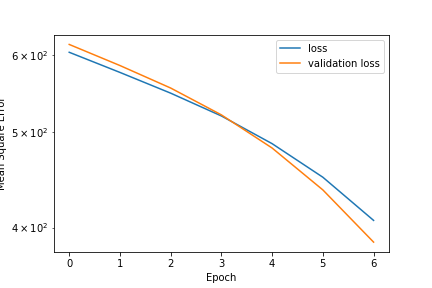 loss
validation loss
6 × 10²
5 × 10²
4 × 10²
Mean Square Error
0 1 2 3 4 5 6
Epoch